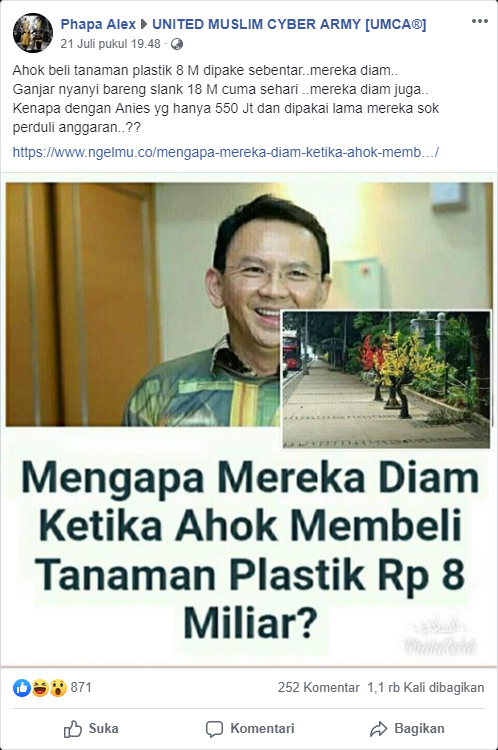 Phapa Alex ▶ UNITED MUSLIM CYBER ARMY [UMCA®]
21 Juli pukul 19.48 ·
Ahok beli tanaman plastik 8 M dipake sebentar..mereka diam..
Ganjar nyanyi bareng slank 18 M cuma sehari ..mereka diam juga..
Kenapa dengan Anies yg hanya 550 Jt dan dipakai lama mereka sok
perduli anggaran..??
https://www.ngelmu.co/mengapa-mereka-diam-ketika-ahok-memb…/
Mengapa Mereka Diam
Ketika Ahok Membeli
Tanaman Plastik Rp 8
Miliar?
871
252 Komentar 1,1 rb Kali dibagikan
Suka Komentari Bagikan